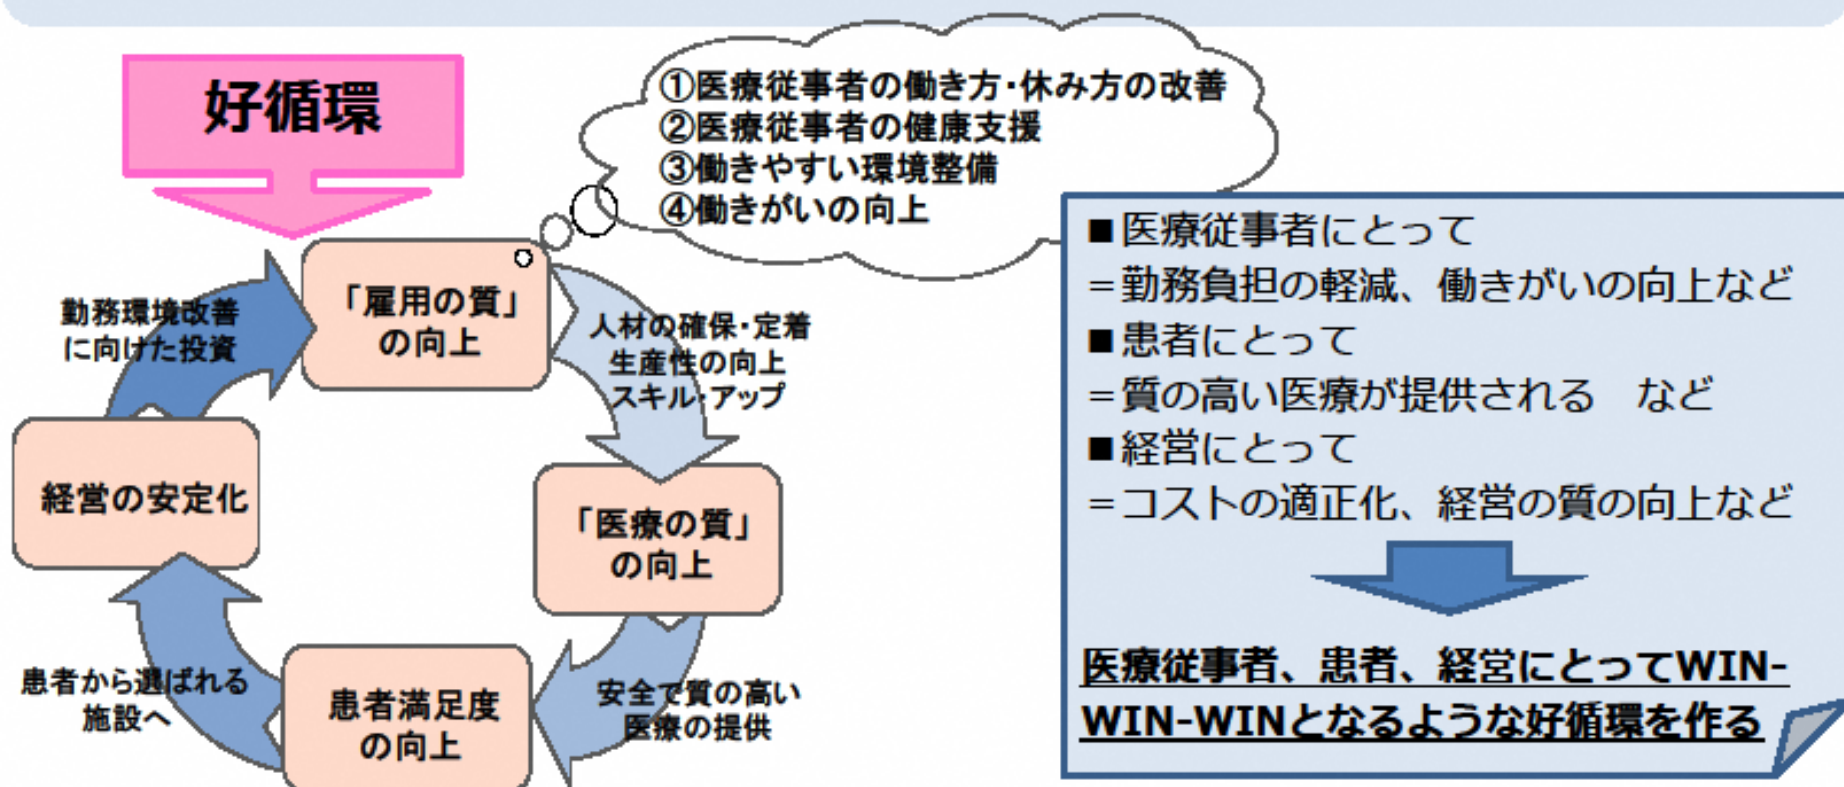 好循環
①医療従事者の働き方・休み方の改善
②医療従事者の健康支援
③働きやすい環境整備
④働きがいの向上
「雇用の質」
の向上
人材の確保・定着
生産性の向上
スキル・アップ
「医療の質」
の向上
安全で質の高い
医療の提供
患者満足度
の向上
患者から選ばれる
施設へ
経営の安定化
勤務環境改善
に向けた投資
■医療従事者にとって
＝勤務負担の軽減、働きがいの向上など
■患者にとって
＝質の高い医療が提供される　など
■経営にとって
＝コストの適正化、経営の質の向上など
医療従事者、患者、経営にとってWIN-
WIN-WINとなるような好循環を作る